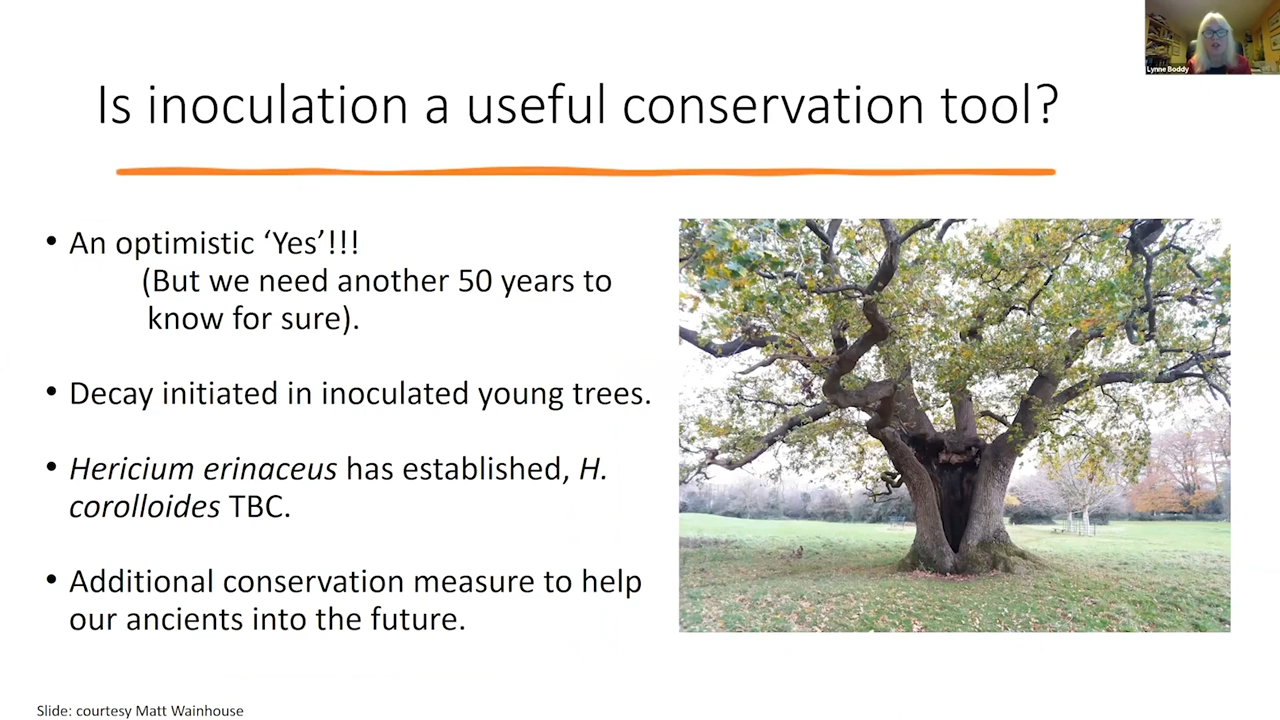 Lynne Boddy
Is inoculation a useful conservation tool?
• An optimistic ‘Yes’!!!
(But we need another 50 years to
know for sure).
• Decay initiated in inoculated young trees.
• Hericium erinaceus has established, H.
corolloides TBC.
• Additional conservation measure to help
our ancients into the future.
Slide: courtesy Matt Wainhouse